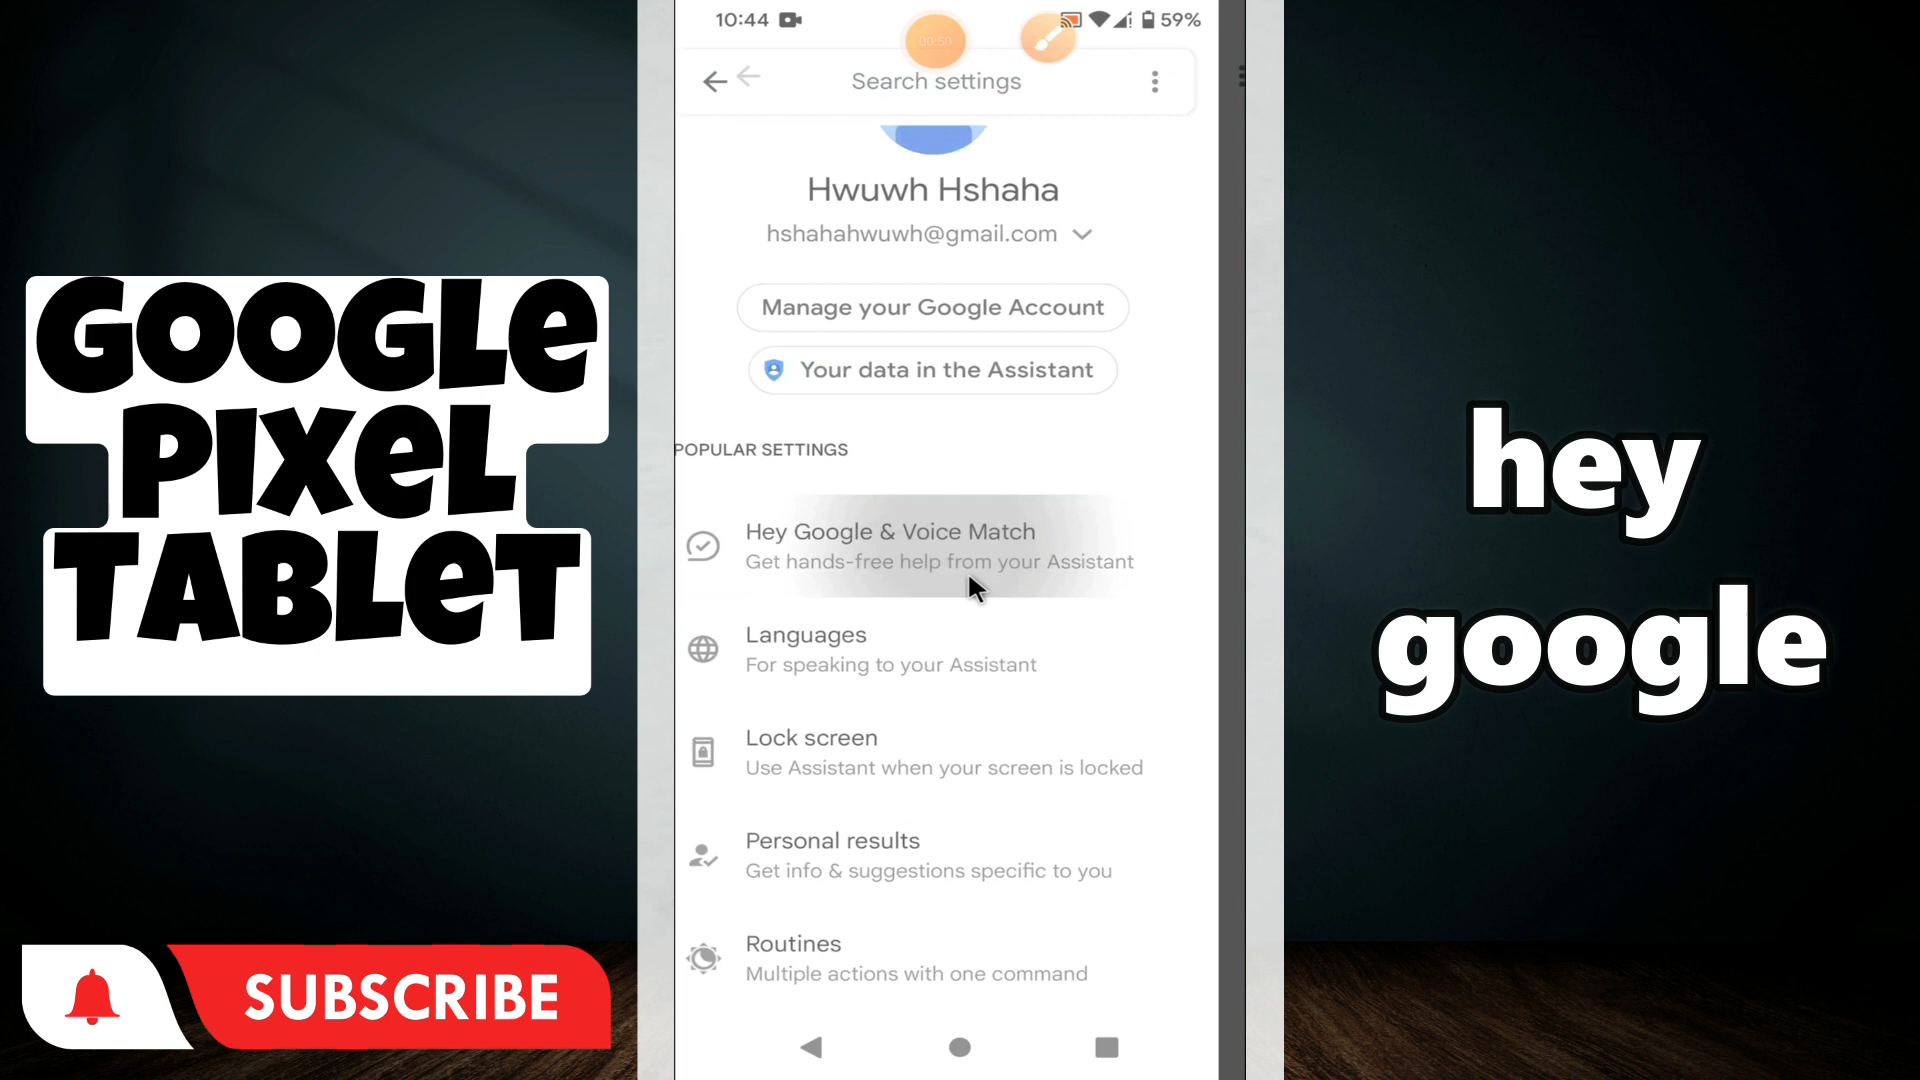 GOOGLE
PIXEL
TABLET
SUBSCRIBE
10:44
59%
00:50
Search settings
Hwuwh Hshaha
hshahahwuwh@gmail.com
Manage your Google Account
Your data in the Assistant
POPULAR SETTINGS
Hey Google & Voice Match
Get hands-free help from your Assistant
Languages
For speaking to your Assistant
Lock screen
Use Assistant when your screen is locked
Personal results
Get info & suggestions specific to you
Routines
Multiple actions with one command
hey
google